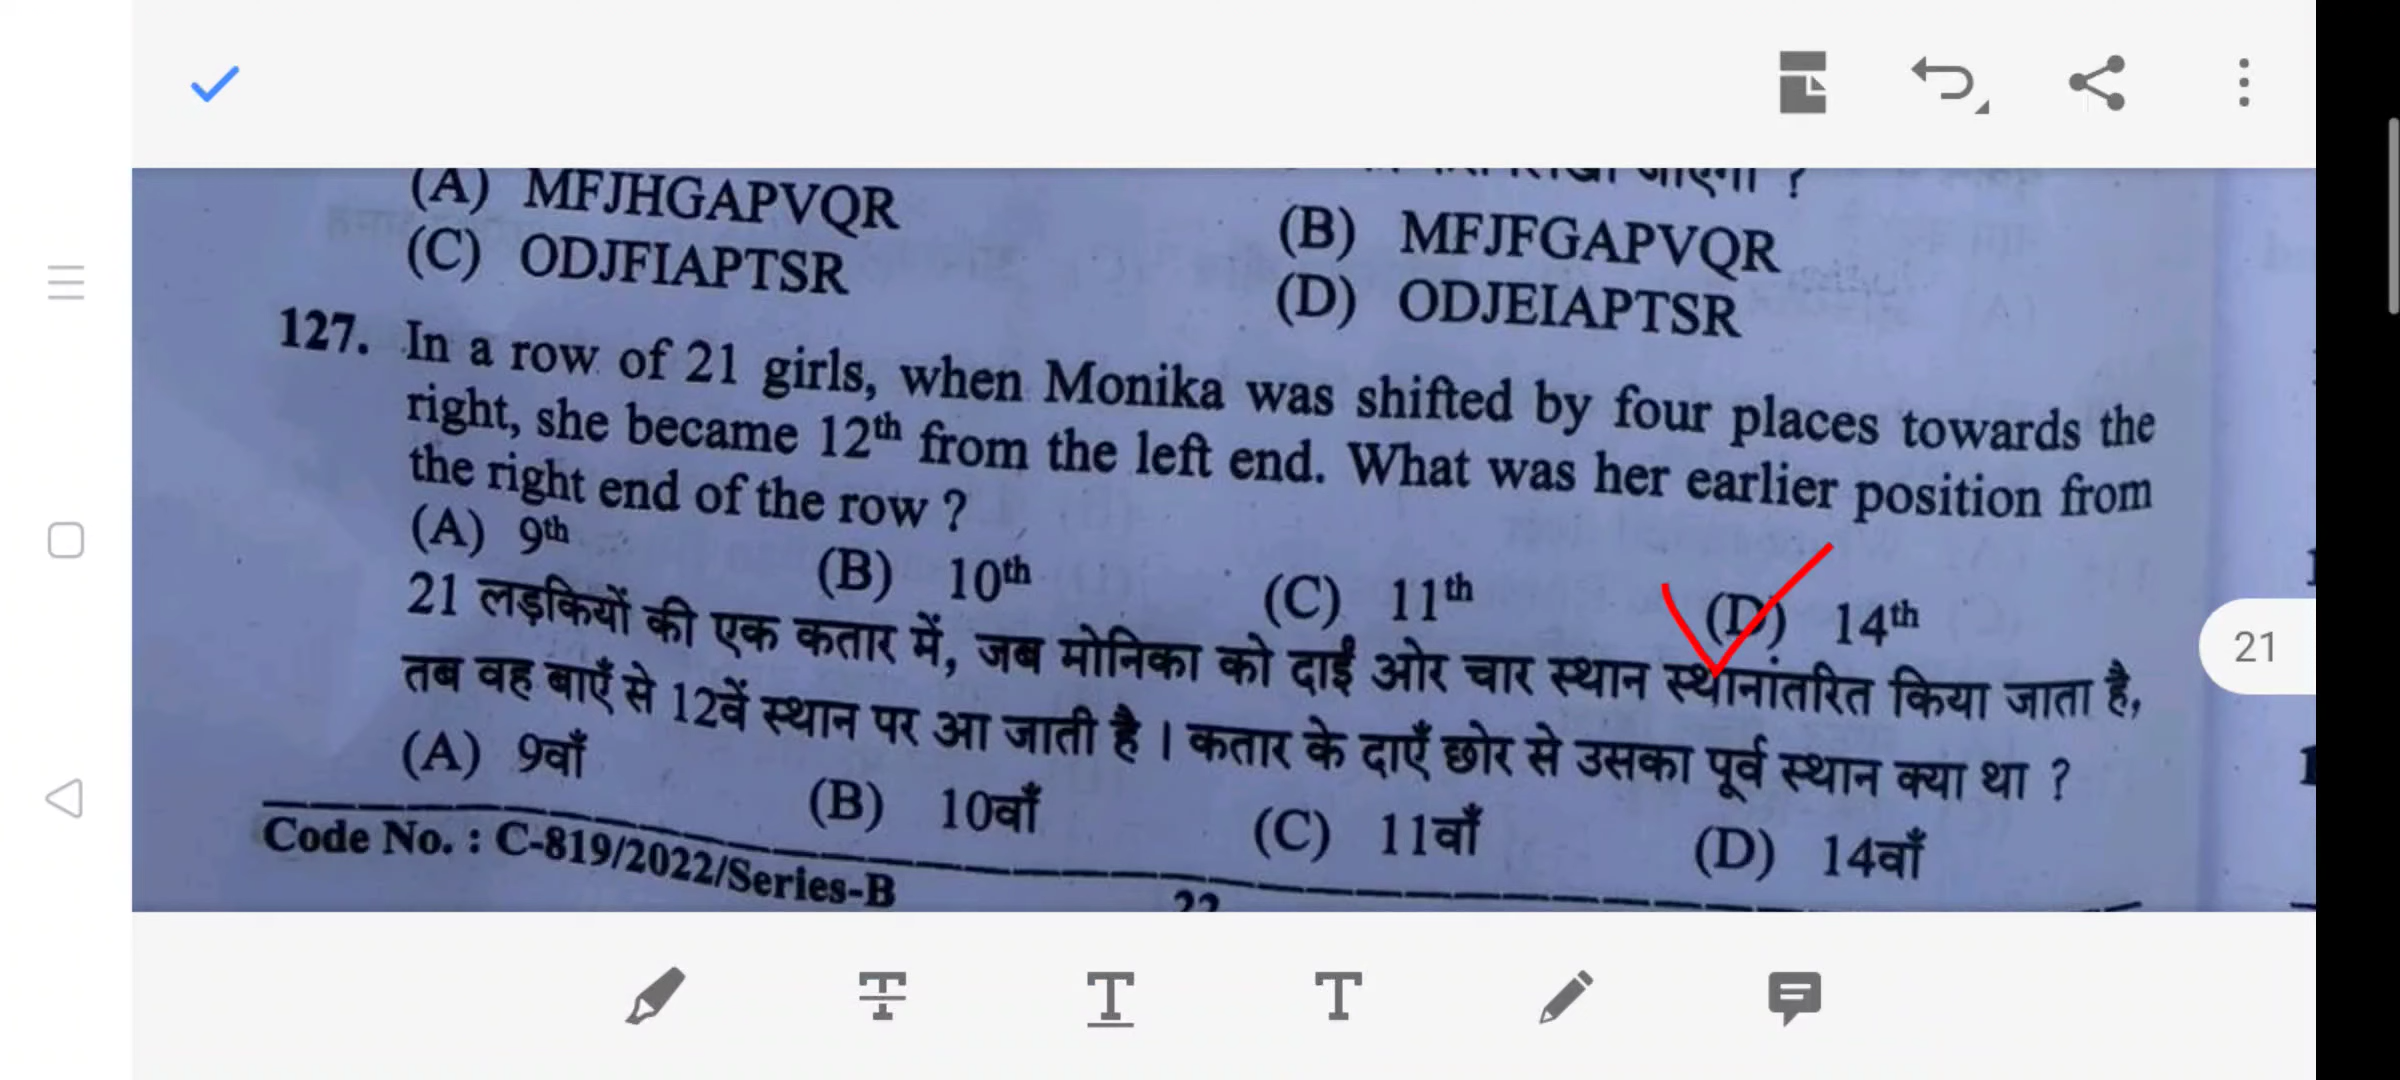 (A) MFJHGAPVQR
(B) MFJFGAPVQR
(C) ODJFIAPTSR
(D) ODJEIAPTSR
127. In a row of 21 girls, when Monika was shifted by four places towards the
right, she became 12th from the left end. What was her earlier position from
the right end of the row ?
(A) 9th (B) 10th (C) 11th (D) 14th
21 लड़कियों की एक कतार में, जब मोनिका को दाईं ओर चार स्थान स्थानांतरित किया जाता है,
तब वह बाएँ से 12वें स्थान पर आ जाती है । कतार के दाएँ छोर से उसका पूर्व स्थान क्या था ?
(A) 9वाँ (B) 10वाँ (C) 11वाँ (D) 14वाँ
Code No. : C-819/2022/Series-B
21